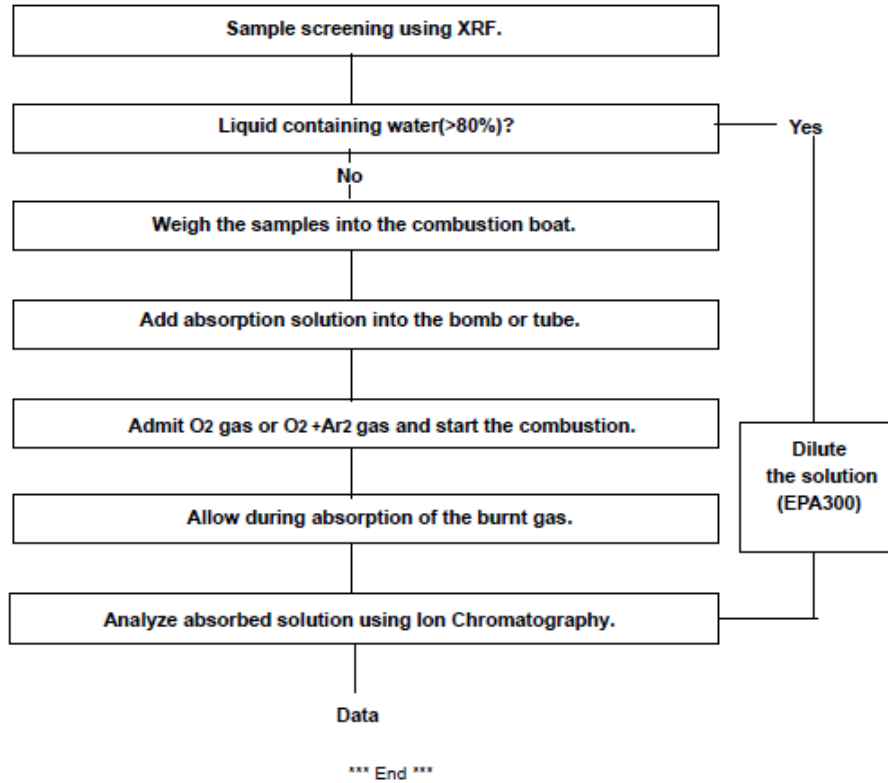 Sample screening using XRF.
Liquid containing water(>80%)?
Yes
No
Weigh the samples into the combustion boat.
Add absorption solution into the bomb or tube.
Admit O2 gas or O2 +Ar2 gas and start the combustion.
Dilute
the solution
(EPA300)
Allow during absorption of the burnt gas.
Analyze absorbed solution using Ion Chromatography.
Data
*** End ***